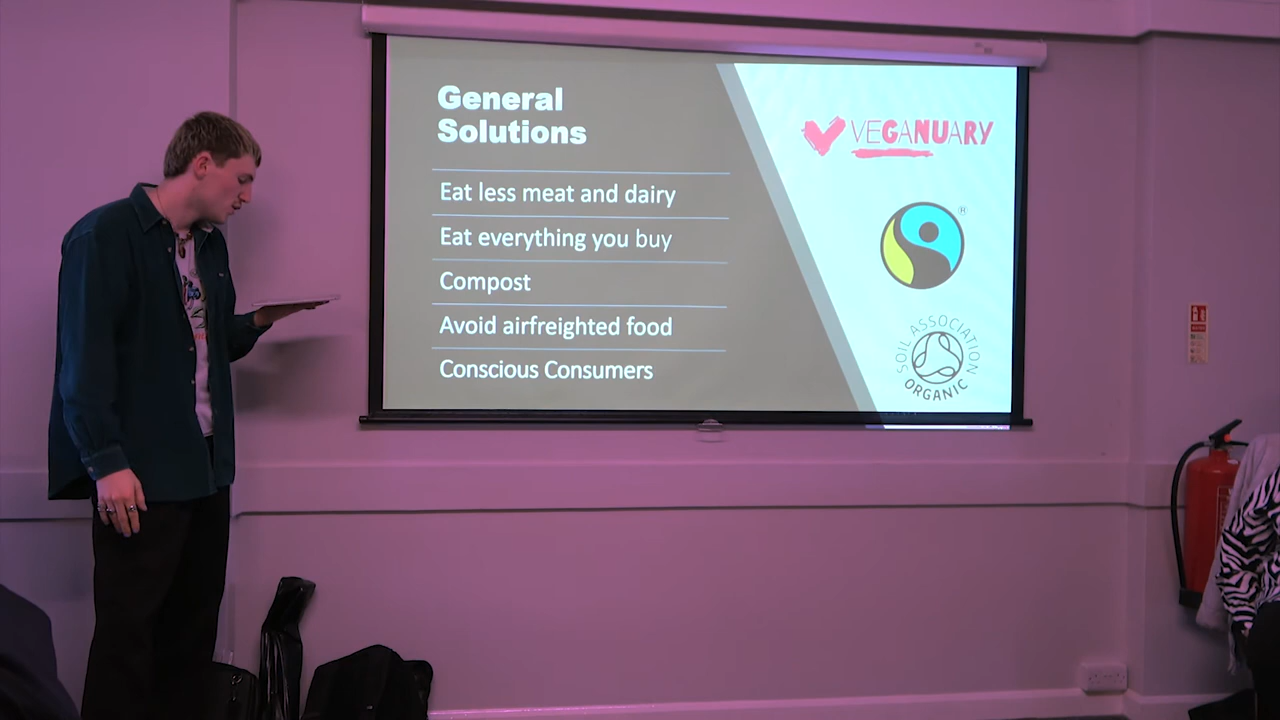 General
Solutions
Eat less meat and dairy
Eat everything you buy
Compost
Avoid airfreighted food
Conscious Consumers
VEGANUARY
®
SOIL ASSOCIATION
ORGANIC